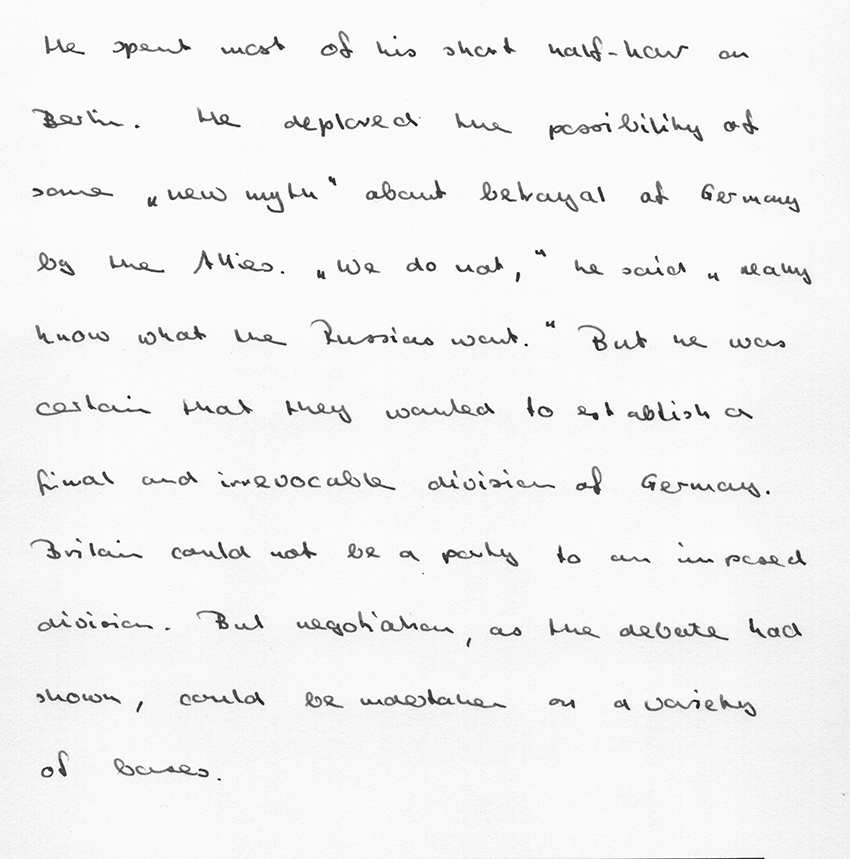 He spent most of his short half-hour on
Berlin. He deplored the possibility of
some „new myth" about betrayal of Germany
by the Allies. „We do not," he said „really
know what the Russians want." But he was
certain that they wanted to establish a
final and irrevocable division of Germany.
Britain could not be a party to an imposed
division. But negotiation, as the debate had
shown, could be undertaken on a variety
of bases.